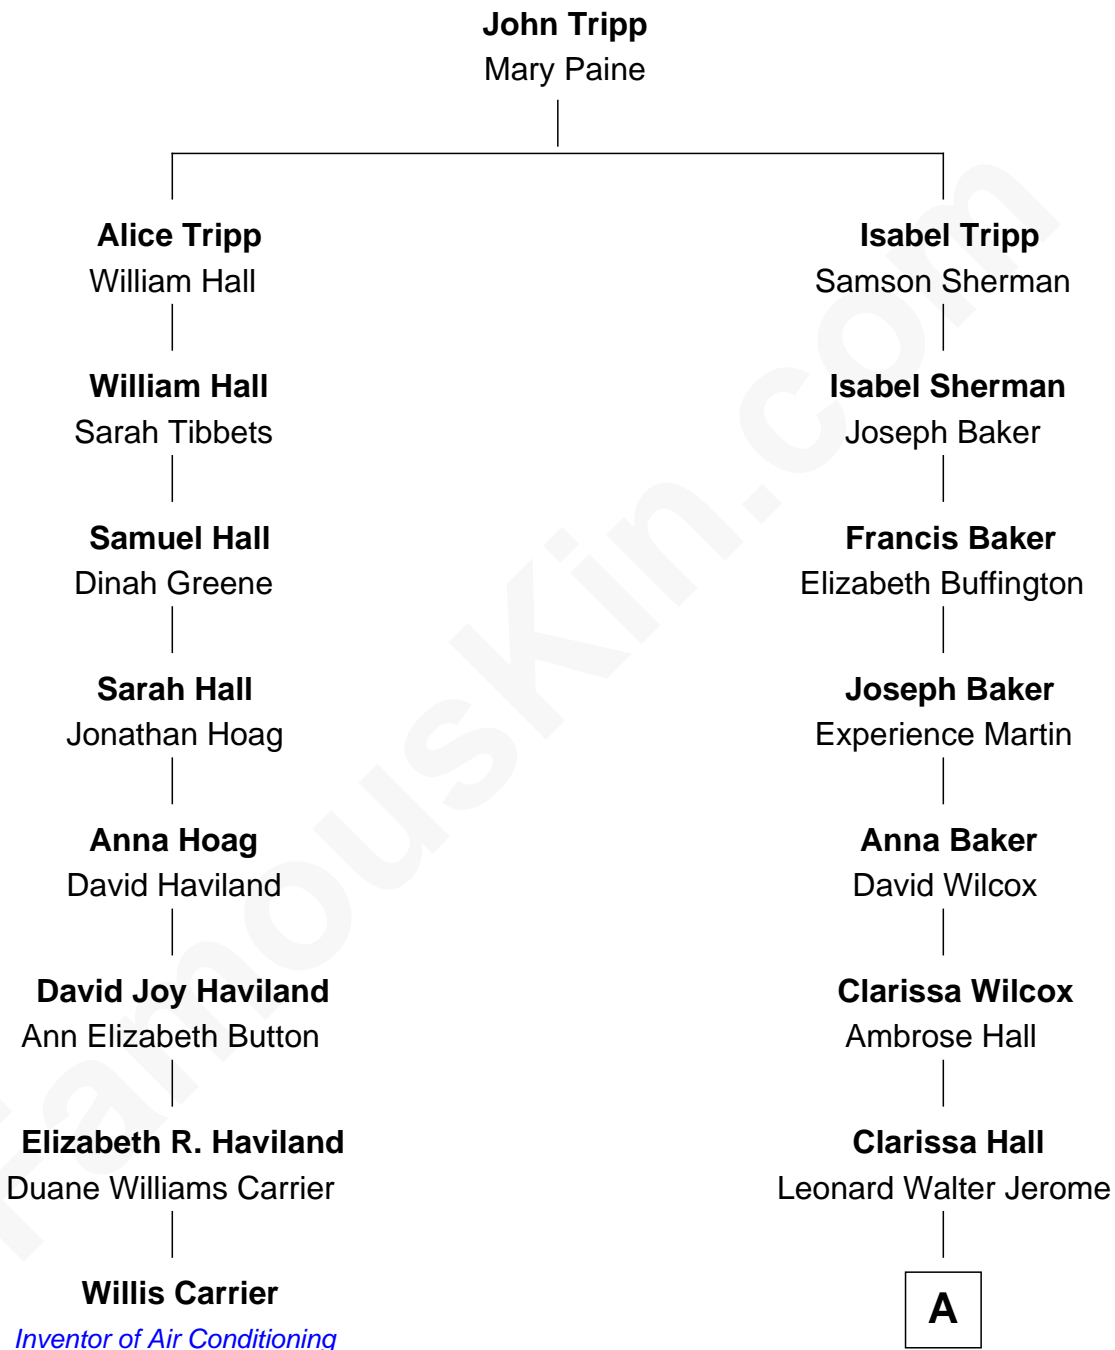 John Tripp
Mary Paine
Alice Tripp
William Hall
Isabel Tripp
Samson Sherman
William Hall
Sarah Tibbets
Isabel Sherman
Joseph Baker
Samuel Hall
Dinah Greene
Francis Baker
Elizabeth Buffington
Sarah Hall
Jonathan Hoag
Joseph Baker
Experience Martin
Anna Hoag
David Haviland
Anna Baker
David Wilcox
David Joy Haviland
Ann Elizabeth Button
Clarissa Wilcox
Ambrose Hall
Elizabeth R. Haviland
Duane Williams Carrier
Clarissa Hall
Leonard Walter Jerome
Willis Carrier
Inventor of Air Conditioning
A
FamousKin.com